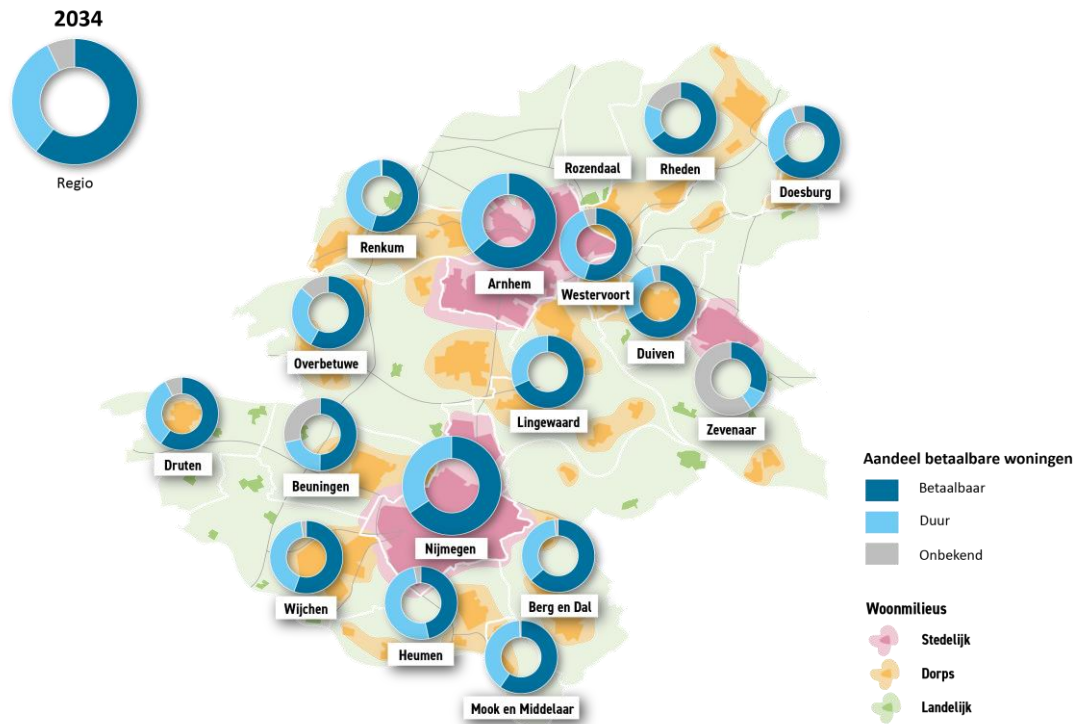 2034
Regio
Rozendaal
Rheden
Doesburg
Renkum
Arnhem
Westervoort
Overbetuwe
Duiven
Lingewaard
Zevenaar
Druten
Beuningen
Nijmegen
Wijchen
Berg en Dal
Heumen
Mook en Middelaar
Aandeel betaalbare woningen
Betaalbaar
Duur
Onbekend
Woonmilieus
Stedelijk
Dorps
Landelijk